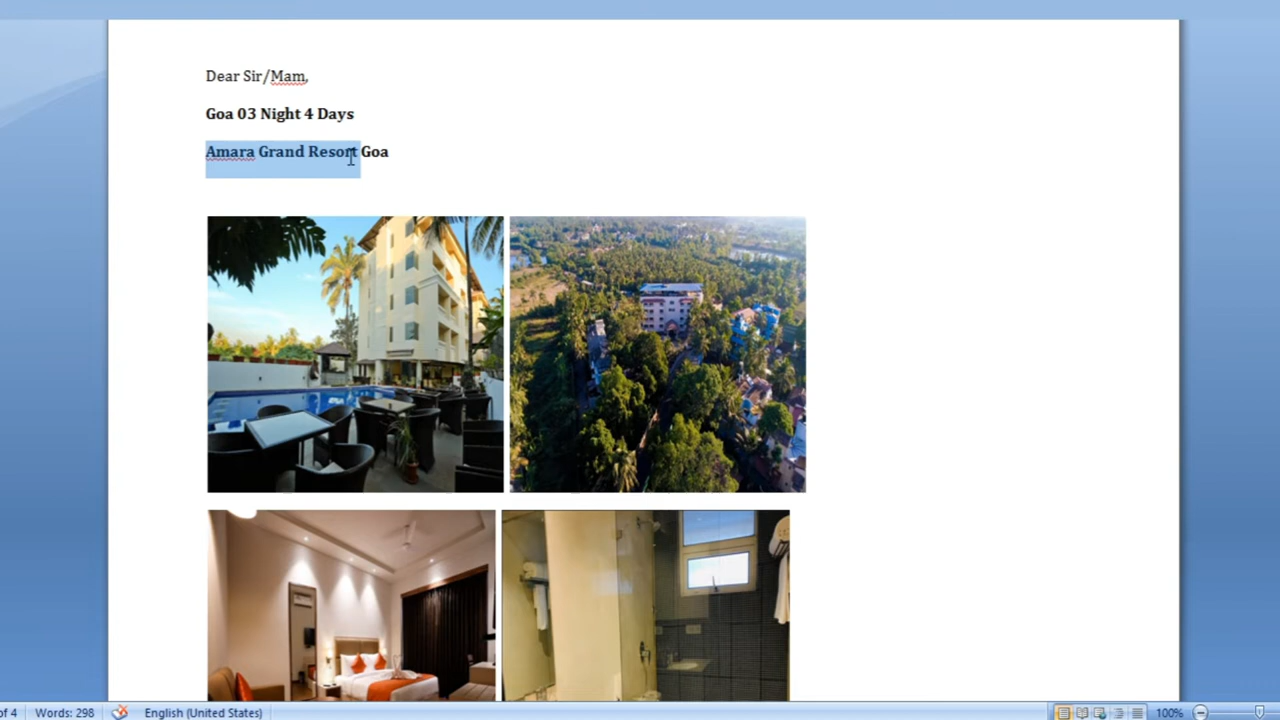 Dear Sir/Mam,
Goa 03 Night 4 Days
Amara Grand Resort Goa
of 4 Words: 298 English (United States) 100%